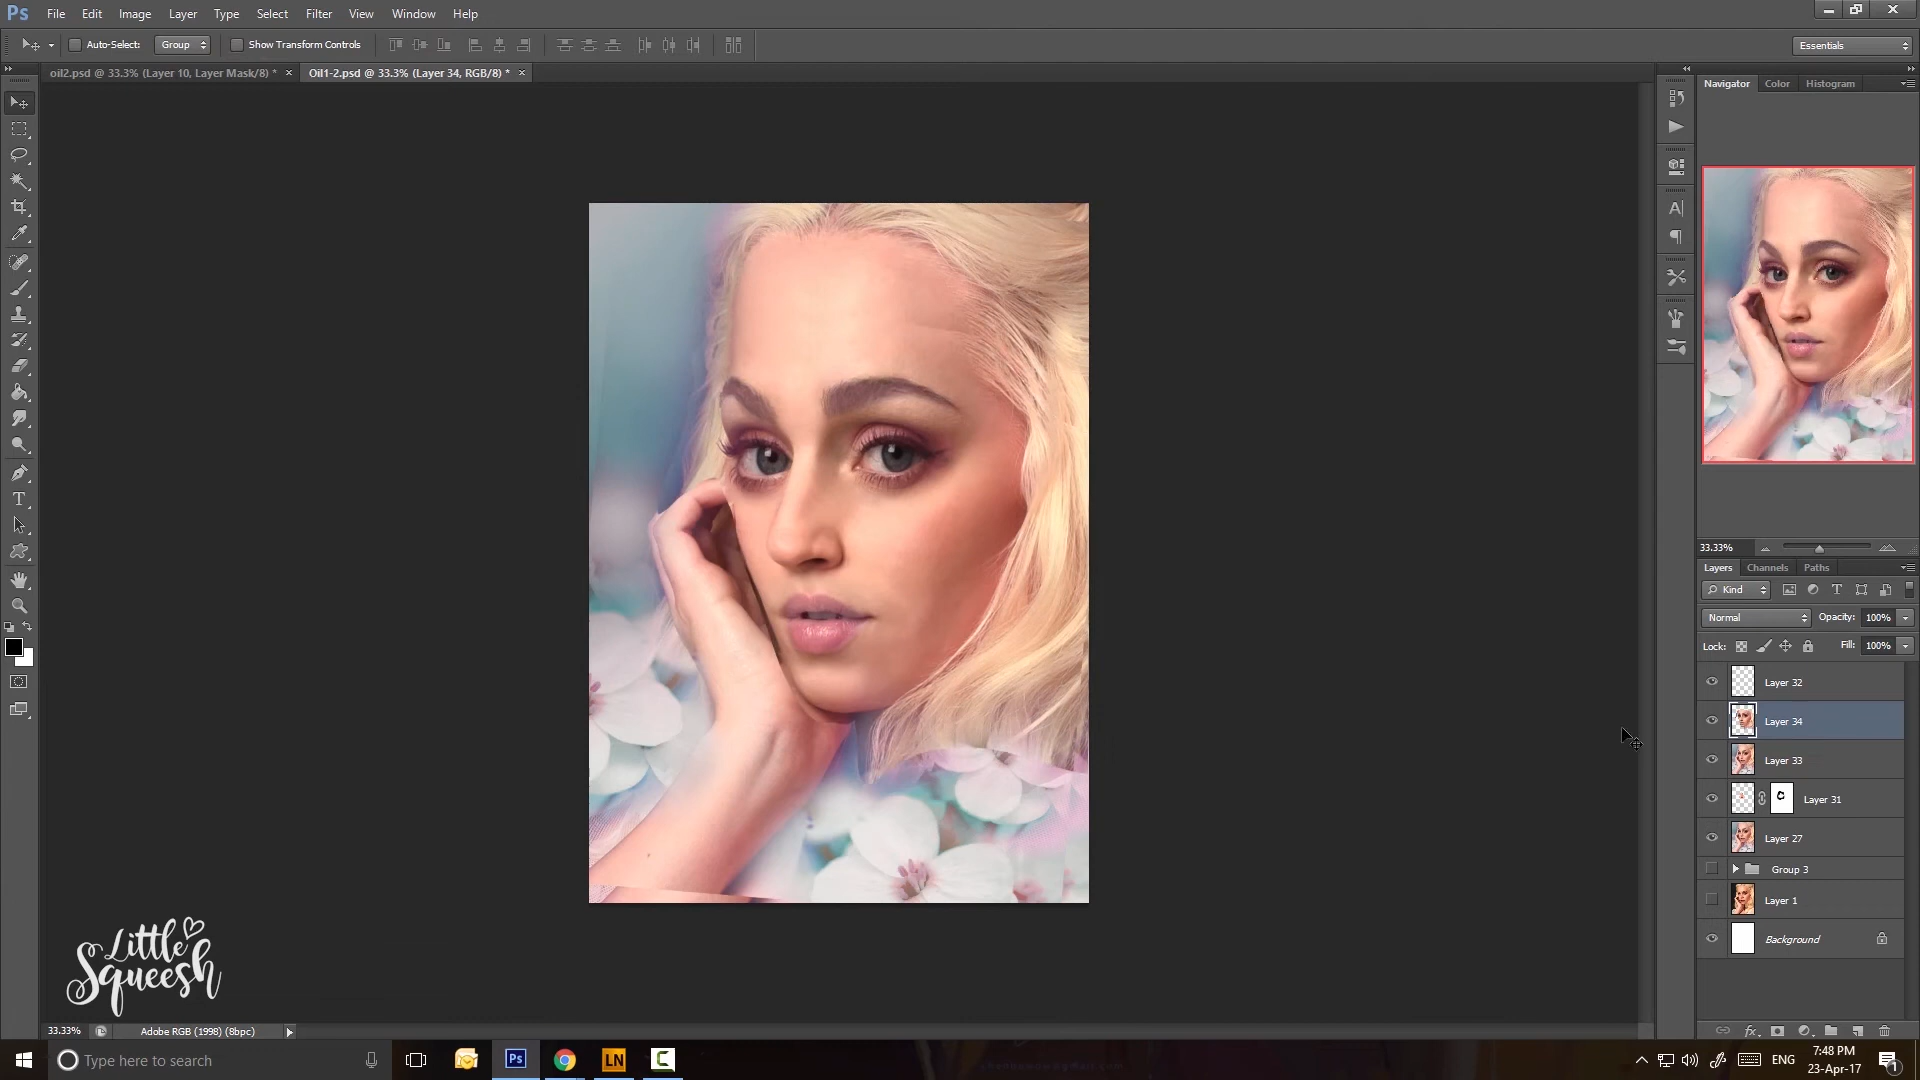 Ps File Edit Image Layer Type Select Filter View Window Help
Auto-Select: Group Show Transform Controls Essentials
oil2.psd @ 33.3% (Layer 10, Layer Mask/8) * × Oil1-2.psd @ 33.3% (Layer 34, RGB/8) * ×
Navigator Color Histogram
33.33%
Layers Channels Paths
Kind
Normal Opacity: 100%
Lock: Fill: 100%
Layer 32
Layer 34
Layer 33
Layer 31
Layer 27
Group 3
Layer 1
Background
Little
Squeesh
33.33% Adobe RGB (1998) (8bpc)
Type here to search
Ps LN C
ENG 7:48 PM
23-Apr-17 1